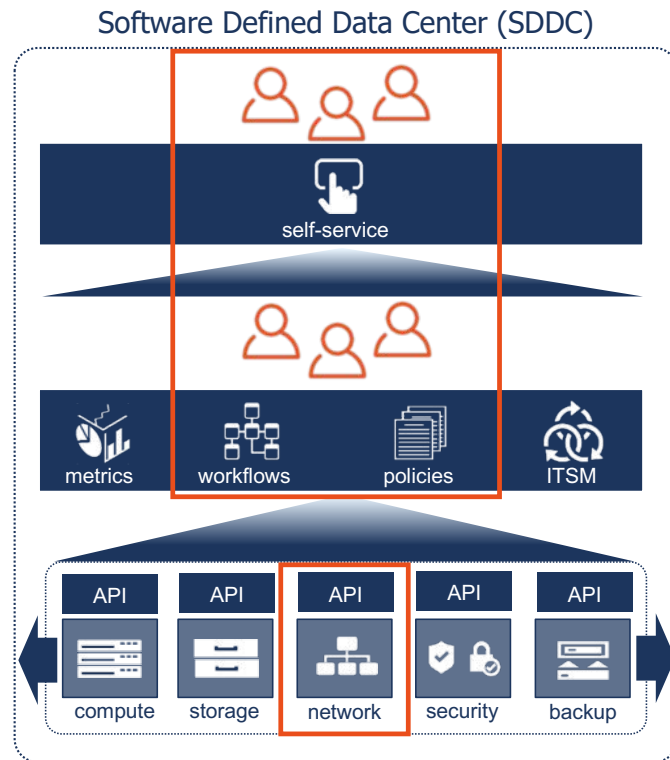 Software Defined Data Center (SDDC)
self-service
metrics workflows policies ITSM
API API API API API
compute storage network security backup